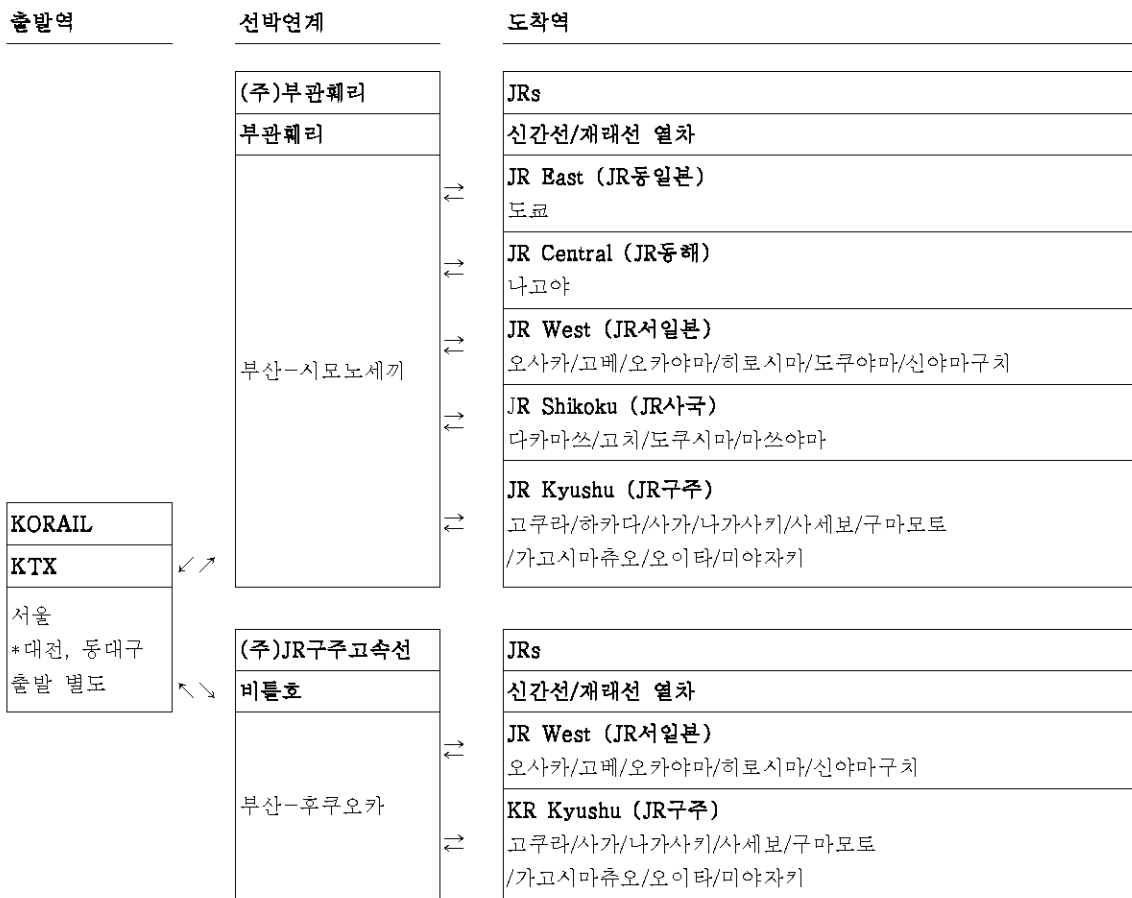 출발역
선박연계
도착역
(주)부관훼리
JRs
부관훼리
신간선/재래선 열차
부산-시모노세끼
⇄
JR East (JR동일본)
도쿄
⇄
JR Central (JR동해)
나고야
⇄
JR West (JR서일본)
오사카/고베/오카야마/히로시마/도쿠야마/신야마구치
⇄
JR Shikoku (JR사국)
다카마쓰/고치/도쿠시마/마쓰야마
⇄
JR Kyushu (JR구주)
고쿠라/하카다/사가/나가사키/사세보/구마모토
/가고시마츄오/오이타/미야자키
KORAIL
KTX
↙↗
서울
*대전, 동대구
출발 별도
↖↘
(주)JR구주고속선
JRs
비틀호
신간선/재래선 열차
부산-후쿠오카
⇄
JR West (JR서일본)
오사카/고베/오카야마/히로시마/신야마구치
⇄
KR Kyushu (JR구주)
고쿠라/사가/나가사키/사세보/구마모토
/가고시마츄오/오이타/미야자키